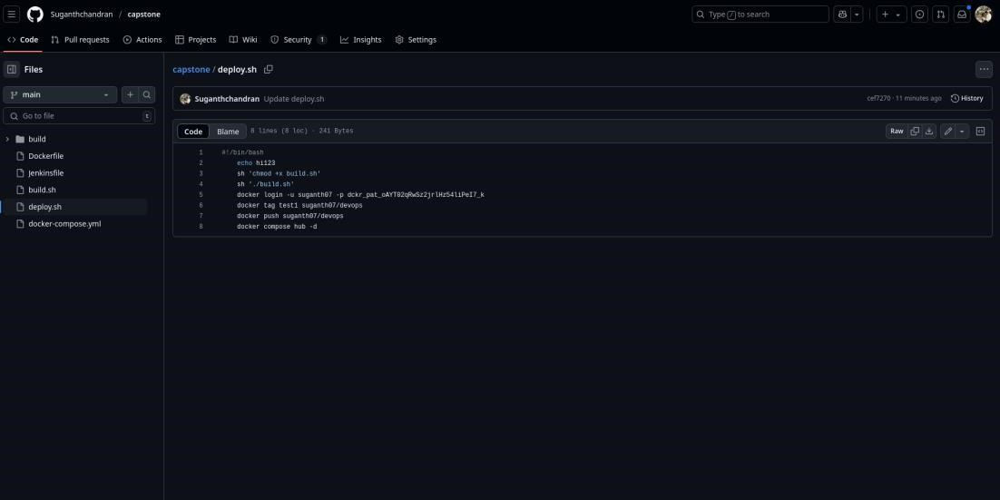 Suganthchandran / capstone
Type / to search
Code Pull requests Actions Projects Wiki Security 1 Insights Settings
Files
main
Go to file t
build
Dockerfile
Jenkinsfile
build.sh
deploy.sh
docker-compose.yml
capstone / deploy.sh
Suganthchandran Update deploy.sh
cef7270 · 11 minutes ago History
Code Blame 8 lines (8 loc) · 241 Bytes
Raw
1 #!/bin/bash
2 echo hi123
3 sh 'chmod +x build.sh'
4 sh './build.sh'
5 docker login -u suganth07 -p
6 docker tag test1 suganth07/devops
7 docker push suganth07/devops
8 docker compose hub -d